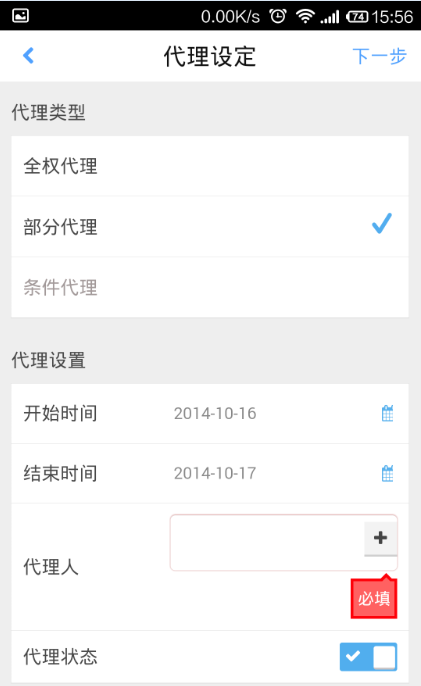 0.00K/s 74 15:56
代理设定 下一步
代理类型
全权代理
部分代理
条件代理
代理设置
开始时间 2014-10-16
结束时间 2014-10-17
代理人
必填
代理状态